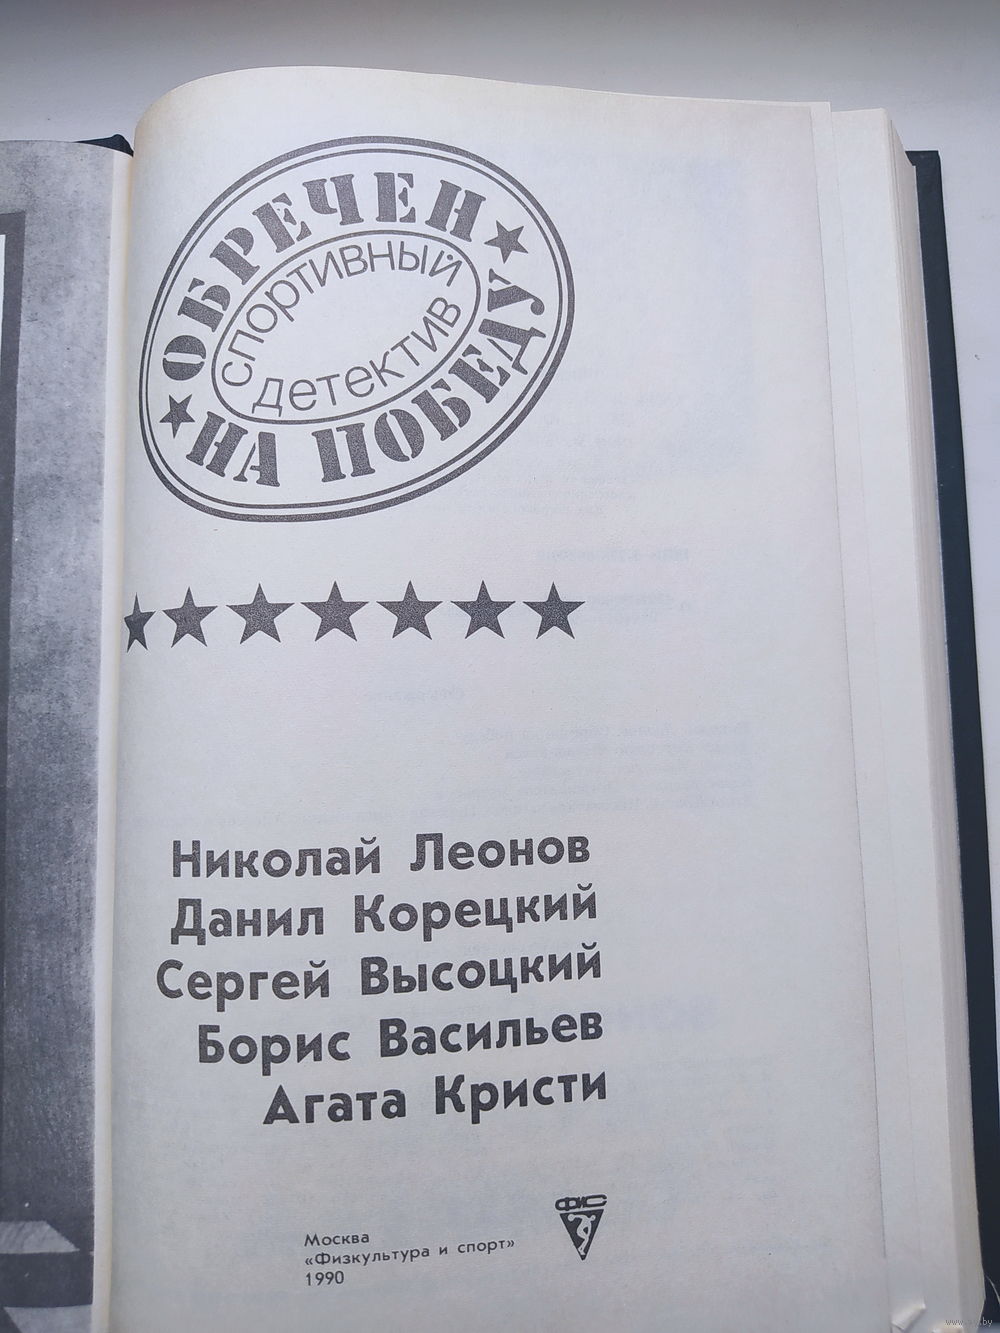 ОБРЕЧЕН
НА ПОБЕДУ
спортивный
детектив
Николай Леонов
Данил Корецкий
Сергей Высоцкий
Борис Васильев
Агата Кристи
ФиС
Москва
«Физкультура и спорт»
1990